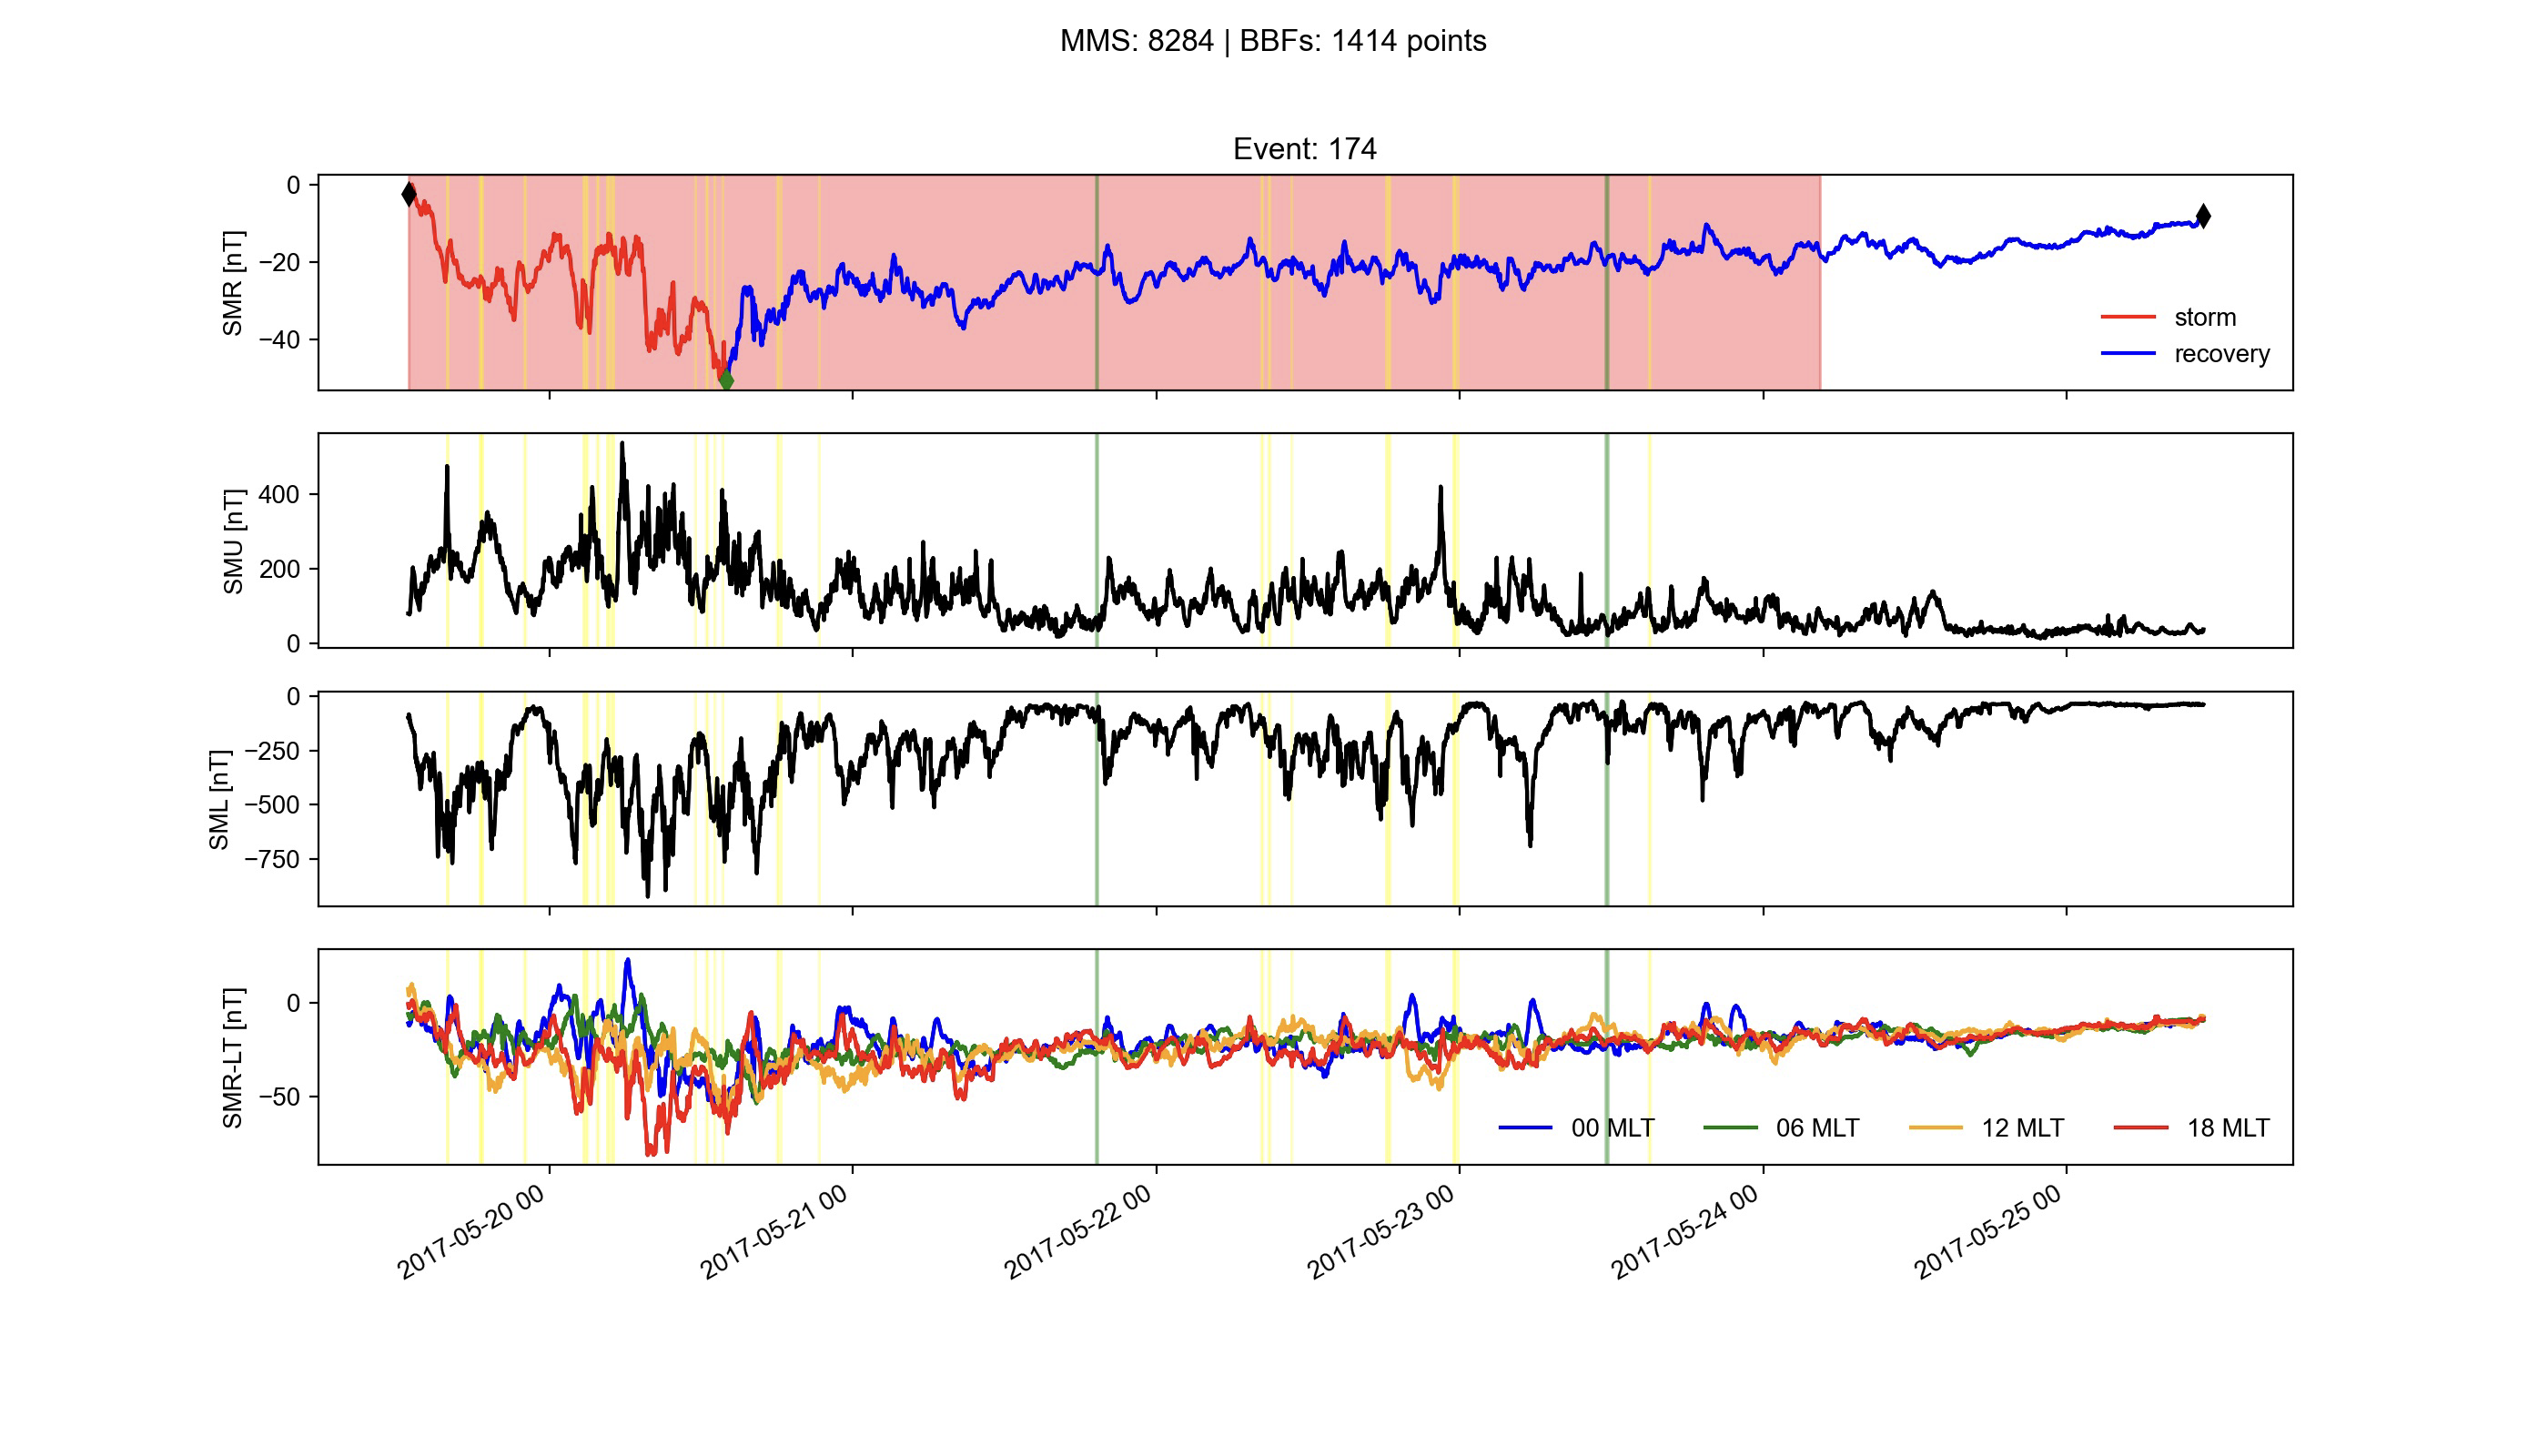 MMS: 8284 | BBFs: 1414 points
Event: 174
SMR [nT]
0
−20
−40
storm
recovery
SMU [nT]
400
200
0
SML [nT]
0
−250
−500
−750
SMR-LT [nT]
0
−50
00 MLT 06 MLT 12 MLT 18 MLT
2017-05-20 00 2017-05-21 00 2017-05-22 00 2017-05-23 00 2017-05-24 00 2017-05-25 00